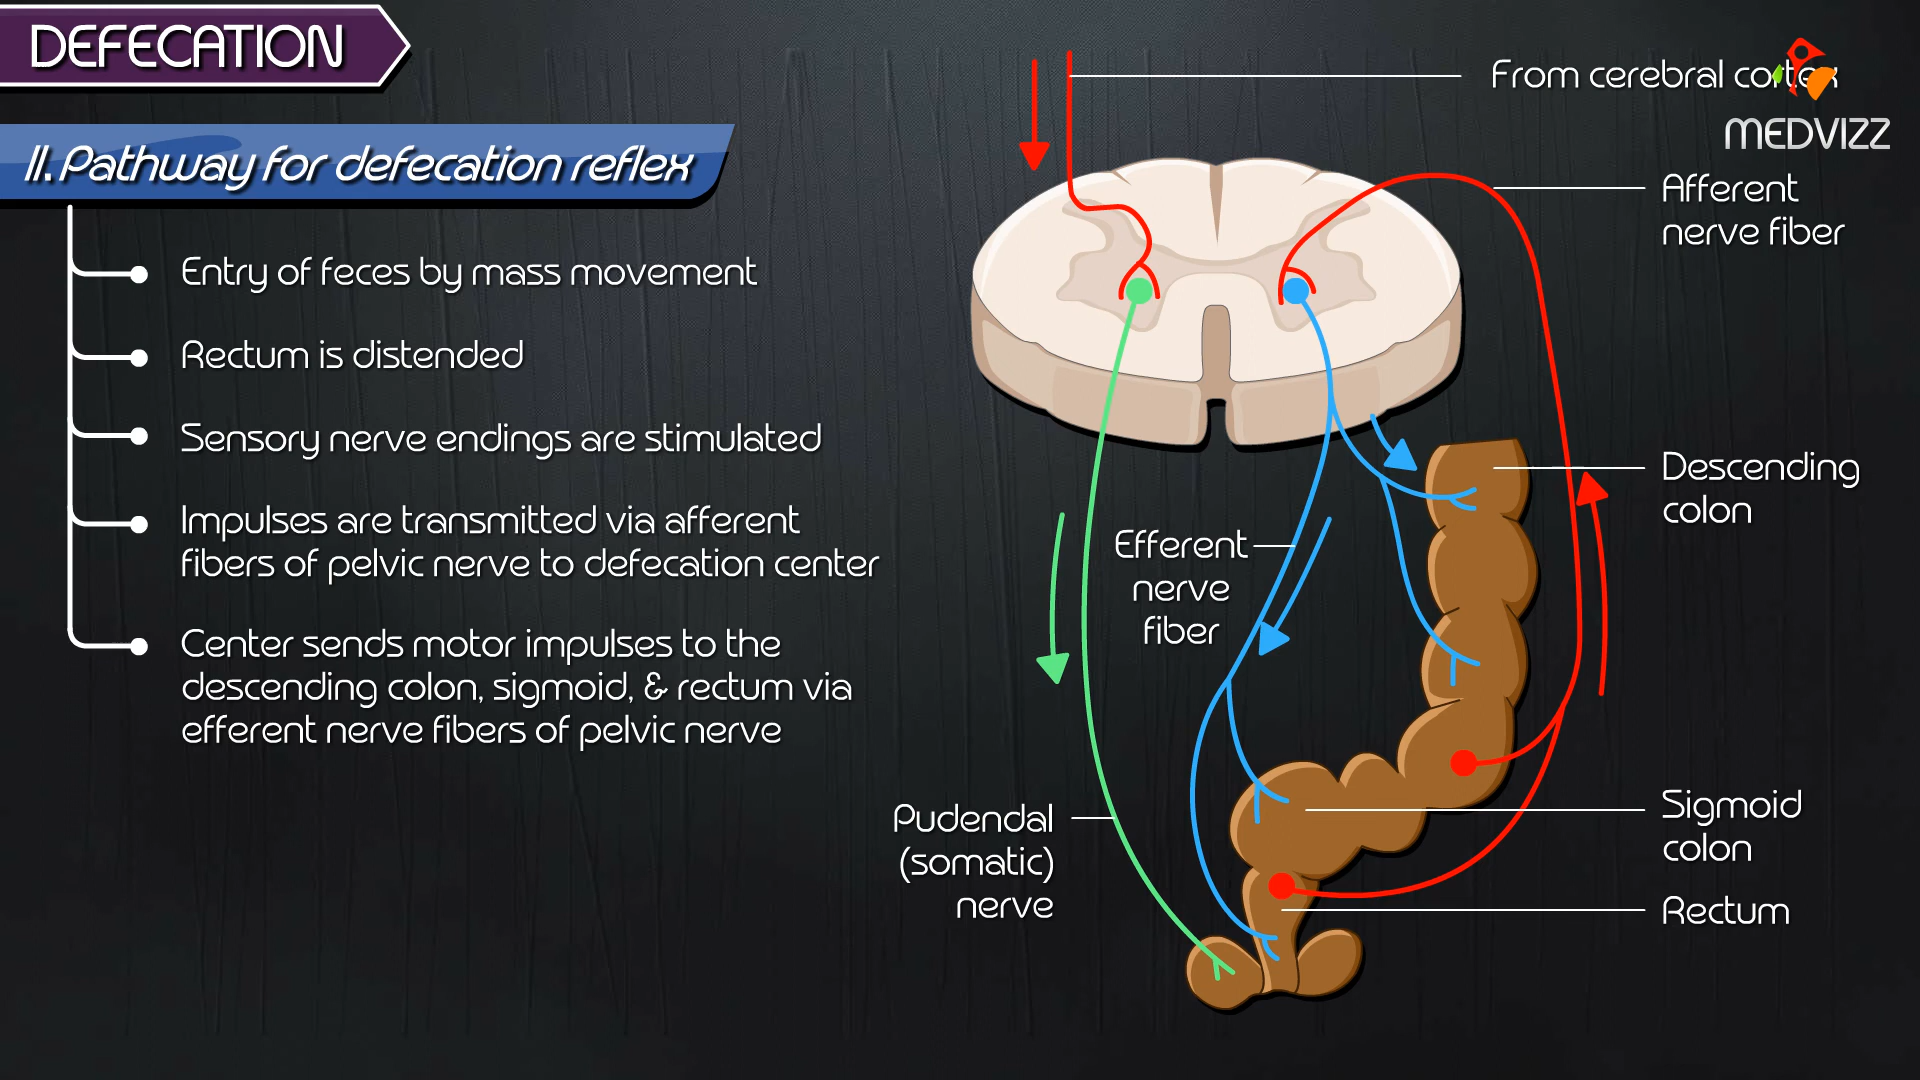 DEFECATION
II. Pathway for defecation reflex
Entry of feces by mass movement
Rectum is distended
Sensory nerve endings are stimulated
Impulses are transmitted via afferent
fibers of pelvic nerve to defecation center
Center sends motor impulses to the
descending colon, sigmoid, & rectum via
efferent nerve fibers of pelvic nerve
From cerebral cortex
MEDVIZZ
Afferent
nerve fiber
Descending
colon
Efferent
nerve
fiber
Pudendal
(somatic)
nerve
Sigmoid
colon
Rectum